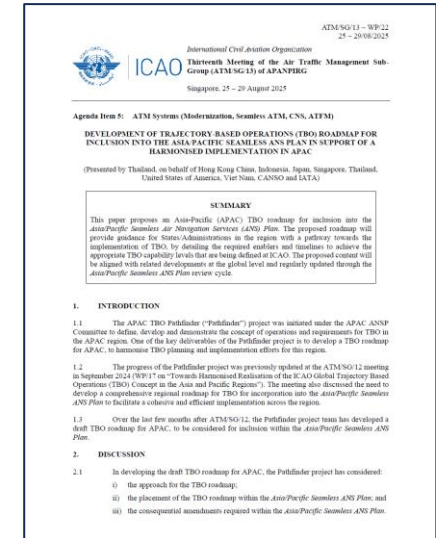 ATM/SG/13 – WP/22
25 – 29/08/2025
International Civil Aviation Organization
ICAO
Thirteenth Meeting of the Air Traffic Management Sub-
Group (ATM/SG/13) of APANPIRG
Singapore, 25 – 29 August 2025
Agenda Item 5: ATM Systems (Modernization, Seamless ATM, CNS, ATFM)
DEVELOPMENT OF TRAJECTORY-BASED OPERATIONS (TBO) ROADMAP FOR
INCLUSION INTO THE ASIA/PACIFIC SEAMLESS ANS PLAN IN SUPPORT OF A
HARMONISED IMPLEMENTATION IN APAC
(Presented by Thailand, on behalf of Hong Kong China, Indonesia, Japan, Singapore, Thailand,
United States of America, Viet Nam, CANSO and IATA)
SUMMARY
This paper proposes an Asia-Pacific (APAC) TBO roadmap for inclusion into the
Asia/Pacific Seamless Air Navigation Services (ANS) Plan. The proposed roadmap will
provide guidance for States/Administrations in the region with a pathway towards the
implementation of TBO, by detailing the required enablers and timelines to achieve the
appropriate TBO capability levels that are being defined at ICAO. The proposed content will
be aligned with related developments at the global level and regularly updated through the
Asia/Pacific Seamless ANS Plan review cycle.
1. INTRODUCTION
1.1 The APAC TBO Pathfinder ("Pathfinder") project was initiated under the APAC ANSP
Committee to define, develop and demonstrate the concept of operations and requirements for TBO in
the APAC region. One of the key deliverables of the Pathfinder project is to develop a TBO roadmap
for APAC, to harmonise TBO planning and implementation efforts for this region.
1.2 The progress of the Pathfinder project was previously updated at the ATM/SG/12 meeting
in September 2024 (WP/17 on "Towards Harmonised Realisation of the ICAO Global Trajectory Based
Operations (TBO) Concept in the Asia and Pacific Regions"). The meeting also discussed the need to
develop a comprehensive regional roadmap for TBO for incorporation into the Asia/Pacific Seamless
ANS Plan to facilitate a cohesive and efficient implementation across the region.
1.3 Over the last few months after ATM/SG/12, the Pathfinder project team has developed a
draft TBO roadmap for APAC, to be considered for inclusion within the Asia/Pacific Seamless ANS
Plan.
2. DISCUSSION
2.1 In developing the draft TBO roadmap for APAC, the Pathfinder project has considered:
i) the approach for the TBO roadmap;
ii) the placement of the TBO roadmap within the Asia/Pacific Seamless ANS Plan; and
iii) the consequential amendments required within the Asia/Pacific Seamless ANS Plan.